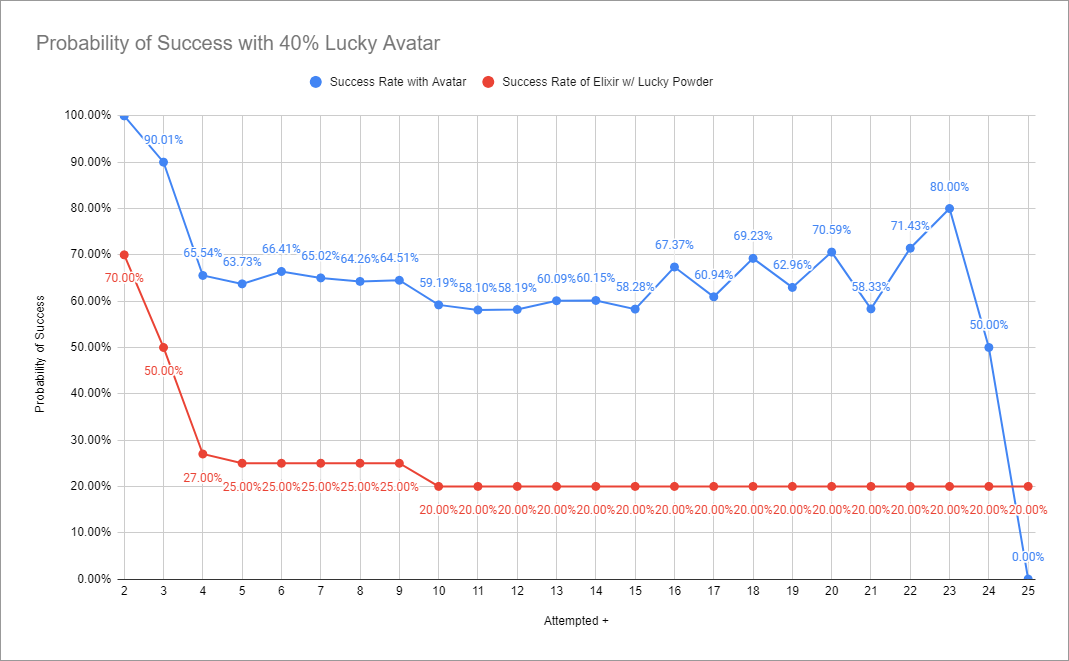 Probability of Success with 40% Lucky Avatar
Success Rate with Avatar Success Rate of Elixir w/ Lucky Powder
Probability of Success
100.00%
90.00%
80.00%
70.00%
60.00%
50.00%
40.00%
30.00%
20.00%
10.00%
0.00%
90.01% 65.54% 63.73% 66.41% 65.02% 64.26% 64.51% 59.19% 58.10% 58.19% 60.09% 60.15% 58.28% 67.37% 60.94% 69.23% 62.96% 70.59% 58.33% 71.43% 80.00% 50.00% 0.00%
70.00% 50.00% 27.00% 25.00% 25.00% 25.00% 25.00% 25.00% 20.00% 20.00% 20.00% 20.00% 20.00% 20.00% 20.00% 20.00% 20.00% 20.00% 20.00% 20.00% 20.00% 20.00% 20.00% 20.00%
2 3 4 5 6 7 8 9 10 11 12 13 14 15 16 17 18 19 20 21 22 23 24 25
Attempted +